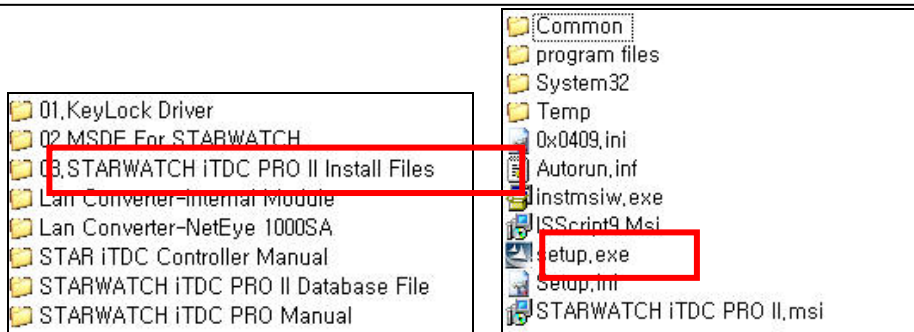 01.KeyLock Driver
02.MSDE For STARWATCH
03.STARWATCH iTDC PRO II Install Files
Lan Converter-Internal Module
Lan Converter-NetEye 1000SA
STAR iTDC Controller Manual
STARWATCH iTDC PRO II Database File
STARWATCH iTDC PRO Manual
Common
program files
System32
Temp
0x0409.ini
Autorun.inf
instmsiw.exe
ISScript9.Msi
setup.exe
Setup.ini
STARWATCH iTDC PRO II.msi